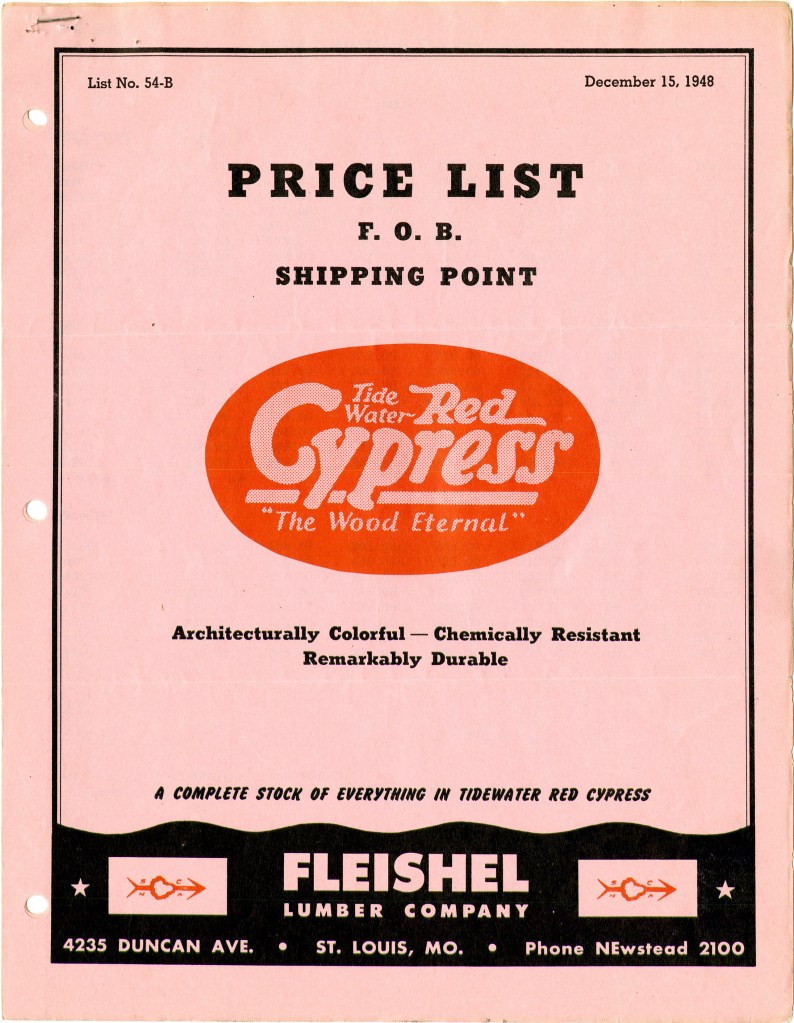 List No. 54-B
December 15, 1948
PRICE LIST
F. O. B.
SHIPPING POINT
Tide Water Red
Cypress
"The Wood Eternal"
Architecturally Colorful — Chemically Resistant
Remarkably Durable
A COMPLETE STOCK OF EVERYTHING IN TIDEWATER RED CYPRESS
FLEISHEL
LUMBER COMPANY
4235 DUNCAN AVE. • ST. LOUIS, MO. • Phone NEwstead 2100